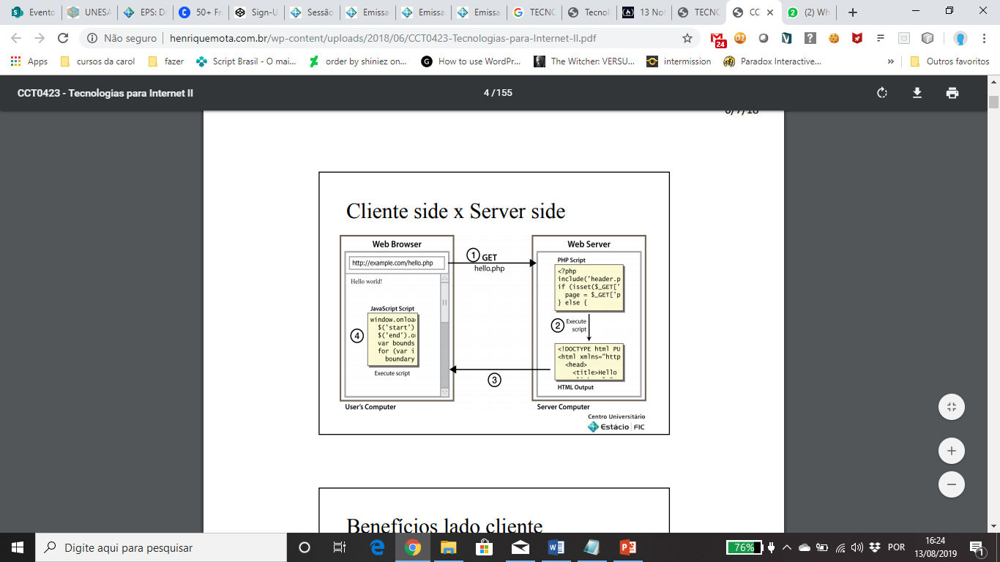 Evento
UNESA
EPS: D
50+ Fr
Sign-U
Sessão
Emissa
Emissa
Emissa
TECNO
Tecnol
13 Not
TECNO
CC
(2) Wh
Não seguro
henriquemota.com.br/wp-content/uploads/2018/06/CCT0423-Tecnologias-para-Internet-II.pdf
24
Apps
cursos da carol
fazer
Script Brasil - O mai...
order by shiniez on...
How to use WordPr...
The Witcher: VERSU...
intermission
Paradox Interactive...
»
Outros favoritos
CCT0423 - Tecnologias para Internet II
4 / 155
6/7/18
Cliente side x Server side
Web Browser
http://example.com/hello.php
Hello world!
JavaScript Script
window.onloa
$('start')
$('end').o
var bounds
for (var i
boundary
4
Execute script
User's Computer
1 GET
hello.php
3
Web Server
PHP Script
<?php
include('header.p
if (isset($_GET['
page = $_GET['p
} else {
2 Execute
script
<!DOCTYPE html PU
<html xmlns="http
<head>
<title>Hello
HTML Output
Server Computer
Centro Universitário
Estácio FIC
Benefícios lado cliente
Digite aqui para pesquisar
76%
POR
16:24
13/08/2019
1